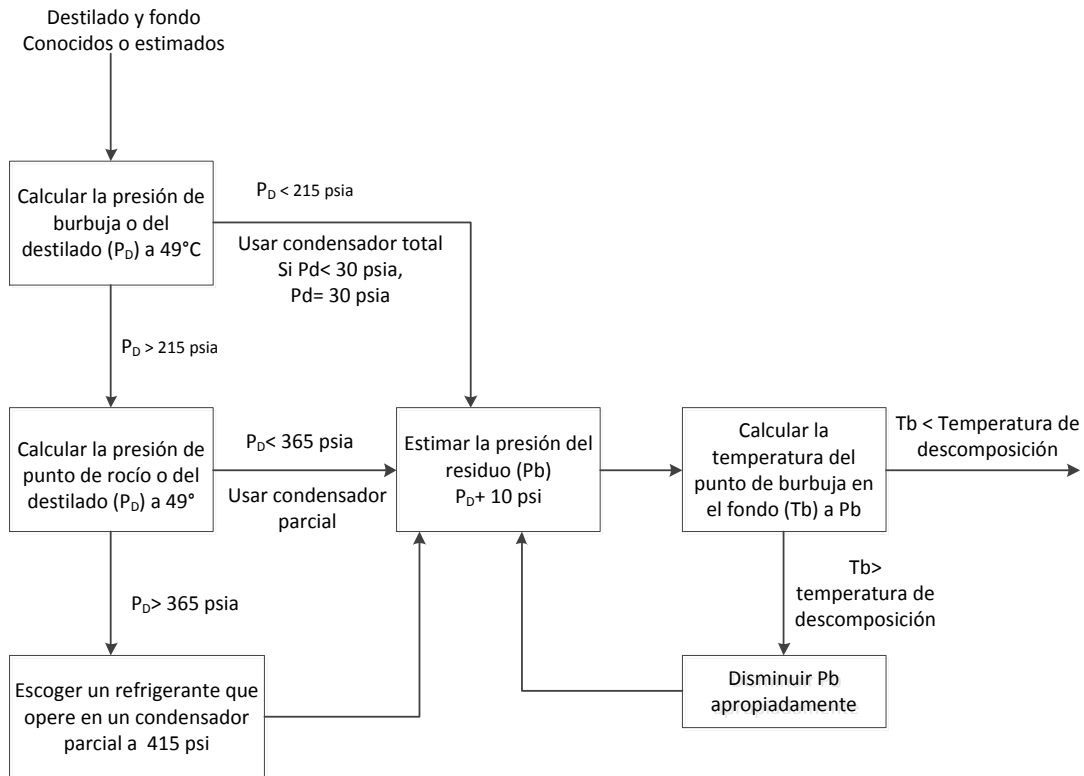 Destilado y fondo
Conocidos o estimados
Calcular la presión de
burbuja o del
destilado (PD) a 49°C
PD < 215 psia
Usar condensador total
Si Pd< 30 psia,
Pd= 30 psia
PD > 215 psia
Calcular la presión de
punto de rocío o del
destilado (PD) a 49°
PD< 365 psia
Usar condensador
parcial
Estimar la presión del
residuo (Pb)
PD+ 10 psi
Calcular la
temperatura del
punto de burbuja en
el fondo (Tb) a Pb
Tb < Temperatura de
descomposición
PD> 365 psia
Tb>
temperatura de
descomposición
Escoger un refrigerante que
opere en un condensador
parcial a 415 psi
Disminuir Pb
apropiadamente